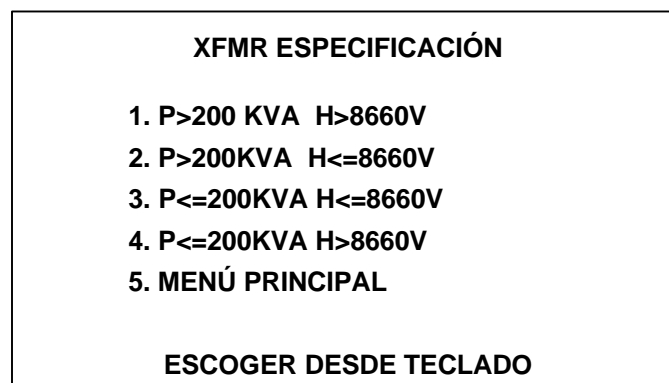 XFMR ESPECIFICACIÓN
1. P>200 KVA  H>8660V
2. P>200KVA  H<=8660V
3. P<=200KVA H<=8660V
4. P<=200KVA H>8660V
5. MENÚ PRINCIPAL
ESCOGER DESDE TECLADO